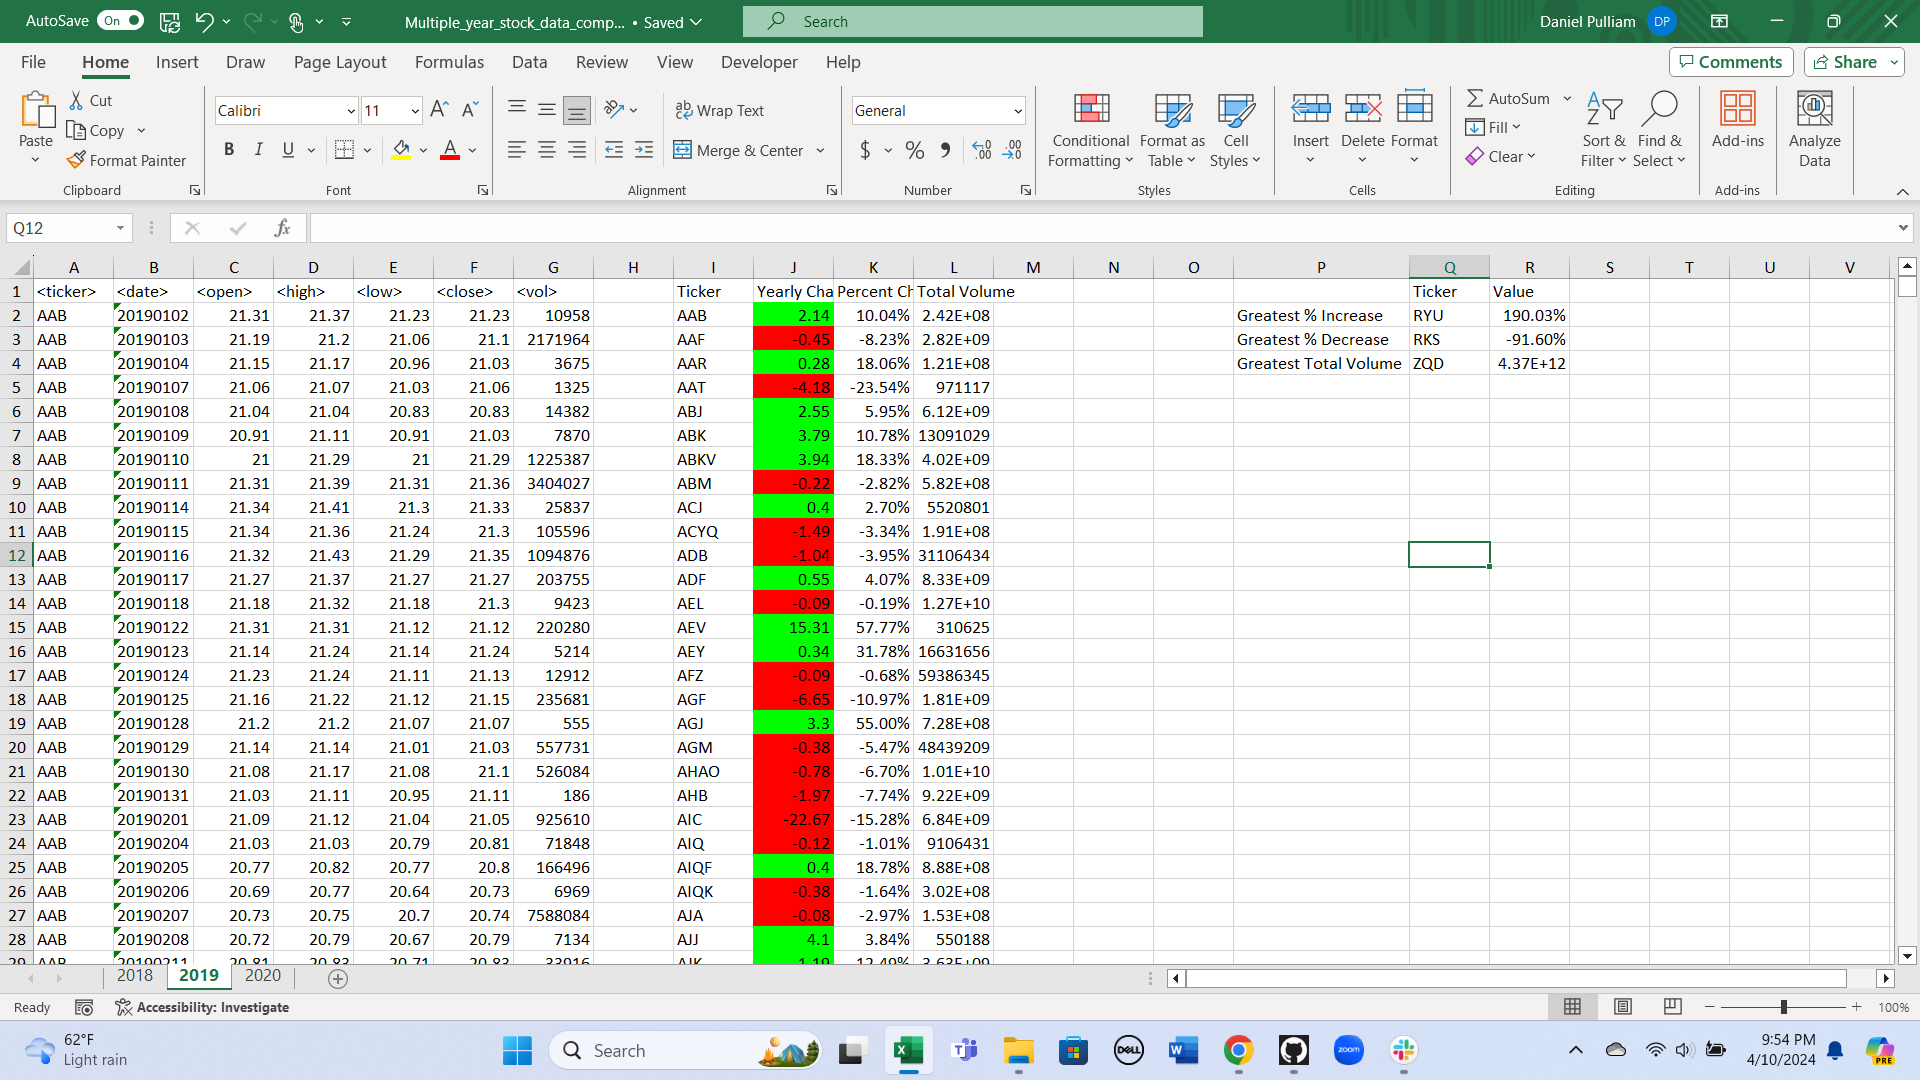 AutoSave On Multiple_year_stock_data_comp... • Saved Search Daniel Pulliam DP
File Home Insert Draw Page Layout Formulas Data Review View Developer Help Comments Share
Paste Cut Copy Format Painter Clipboard
Calibri 11 B I U A Font
ab Wrap Text Merge & Center Alignment
General $ % Number
Conditional Formatting Format as Table Cell Styles Styles
Insert Delete Format Cells
AutoSum Fill Clear Sort & Filter Find & Select Editing
Add-ins Add-ins
Analyze Data
Q12 fx
A B C D E F G H I J K L M N O P Q R S T U V
1 <ticker> <date> <open> <high> <low> <close> <vol> Ticker Yearly Cha Percent Ch Total Volume Ticker Value
2 AAB 20190102 21.31 21.37 21.23 21.23 10958 AAB 2.14 10.04% 2.42E+08 Greatest % Increase RYU 190.03%
3 AAB 20190103 21.19 21.2 21.06 21.1 2171964 AAF -0.45 -8.23% 2.82E+09 Greatest % Decrease RKS -91.60%
4 AAB 20190104 21.15 21.17 20.96 21.03 3675 AAR 0.28 18.06% 1.21E+08 Greatest Total Volume ZQD 4.37E+12
5 AAB 20190107 21.06 21.07 21.03 21.06 1325 AAT -4.18 -23.54% 971117
6 AAB 20190108 21.04 21.04 20.83 20.83 14382 ABJ 2.55 5.95% 6.12E+09
7 AAB 20190109 20.91 21.11 20.91 21.03 7870 ABK 3.79 10.78% 13091029
8 AAB 20190110 21 21.29 21 21.29 1225387 ABKV 3.94 18.33% 4.02E+09
9 AAB 20190111 21.31 21.39 21.31 21.36 3404027 ABM -0.22 -2.82% 5.82E+08
10 AAB 20190114 21.34 21.41 21.3 21.33 25837 ACJ 0.4 2.70% 5520801
11 AAB 20190115 21.34 21.36 21.24 21.3 105596 ACYQ -1.49 -3.34% 1.91E+08
12 AAB 20190116 21.32 21.43 21.29 21.35 1094876 ADB -1.04 -3.95% 31106434
13 AAB 20190117 21.27 21.37 21.27 21.27 203755 ADF 0.55 4.07% 8.33E+09
14 AAB 20190118 21.18 21.32 21.18 21.3 9423 AEL -0.09 -0.19% 1.27E+10
15 AAB 20190122 21.31 21.31 21.12 21.12 220280 AEV 15.31 57.77% 310625
16 AAB 20190123 21.14 21.24 21.14 21.24 5214 AEY 0.34 31.78% 16631656
17 AAB 20190124 21.23 21.24 21.11 21.13 12912 AFZ -0.09 -0.68% 59386345
18 AAB 20190125 21.16 21.22 21.12 21.15 235681 AGF -6.65 -10.97% 1.81E+09
19 AAB 20190128 21.2 21.2 21.07 21.07 555 AGJ 3.3 55.00% 7.28E+08
20 AAB 20190129 21.14 21.14 21.01 21.03 557731 AGM -0.38 -5.47% 48439209
21 AAB 20190130 21.08 21.17 21.08 21.1 526084 AHAO -0.78 -6.70% 1.01E+10
22 AAB 20190131 21.03 21.11 20.95 21.11 186 AHB -1.97 -7.74% 9.22E+09
23 AAB 20190201 21.09 21.12 21.04 21.05 925610 AIC -22.67 -15.28% 6.84E+09
24 AAB 20190204 21.03 21.03 20.79 20.81 71848 AIQ -0.12 -1.01% 9106431
25 AAB 20190205 20.77 20.82 20.77 20.8 166496 AIQF 0.4 18.78% 8.88E+08
26 AAB 20190206 20.69 20.77 20.64 20.73 6969 AIQK -0.38 -1.64% 3.02E+08
27 AAB 20190207 20.73 20.75 20.7 20.74 7588084 AJA -0.08 -2.97% 1.53E+08
28 AAB 20190208 20.72 20.79 20.67 20.79 7134 AJJ 4.1 3.84% 550188
29 AAB 20190211 20.81 20.83 20.71 20.83 33916 AJK 1.19 12.49%
2018 2019 2020
Ready Accessibility: Investigate 100%
62°F
Light rain
Search DELL zoom PRE
9:54 PM
4/10/2024